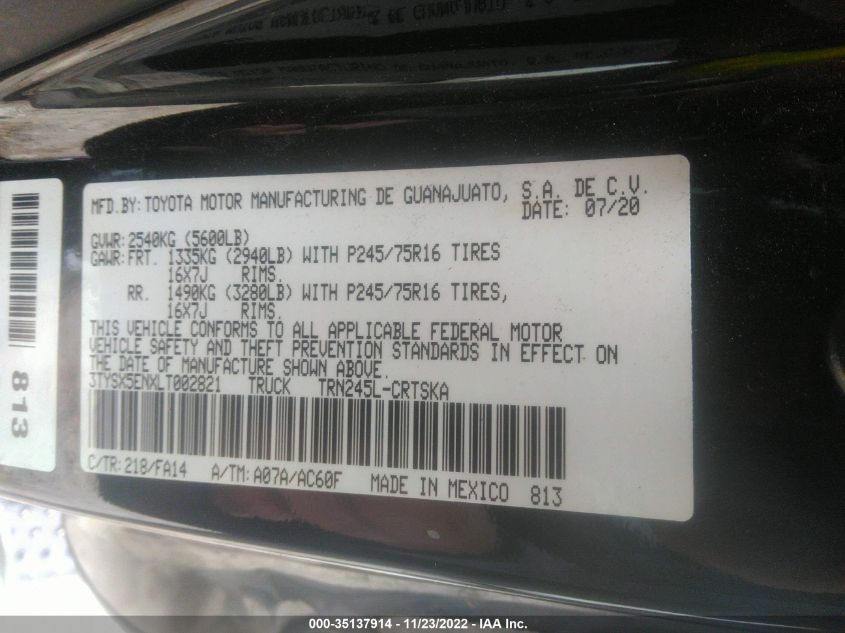 MFD.BY: TOYOTA MOTOR MANUFACTURING DE GUANAJUATO, S.A. DE C.V.
DATE: 07/20
GVWR: 2540KG (5600LB)
GAWR: FRT. 1335KG (2940LB) WITH P245/75R16 TIRES
16X7J RIMS.
RR. 1490KG (3280LB) WITH P245/75R16 TIRES,
16X7J RIMS.
THIS VEHICLE CONFORMS TO ALL APPLICABLE FEDERAL MOTOR
VEHICLE SAFETY AND THEFT PREVENTION STANDARDS IN EFFECT ON
THE DATE OF MANUFACTURE SHOWN ABOVE.
3TYSX5ENXLT002821 TRUCK TRN245L-CRTSKA
C/TR: 218/FA14 A/TM: A07A/AC60F MADE IN MEXICO 813
813
000-35137914 - 11/23/2022 - IAA Inc.